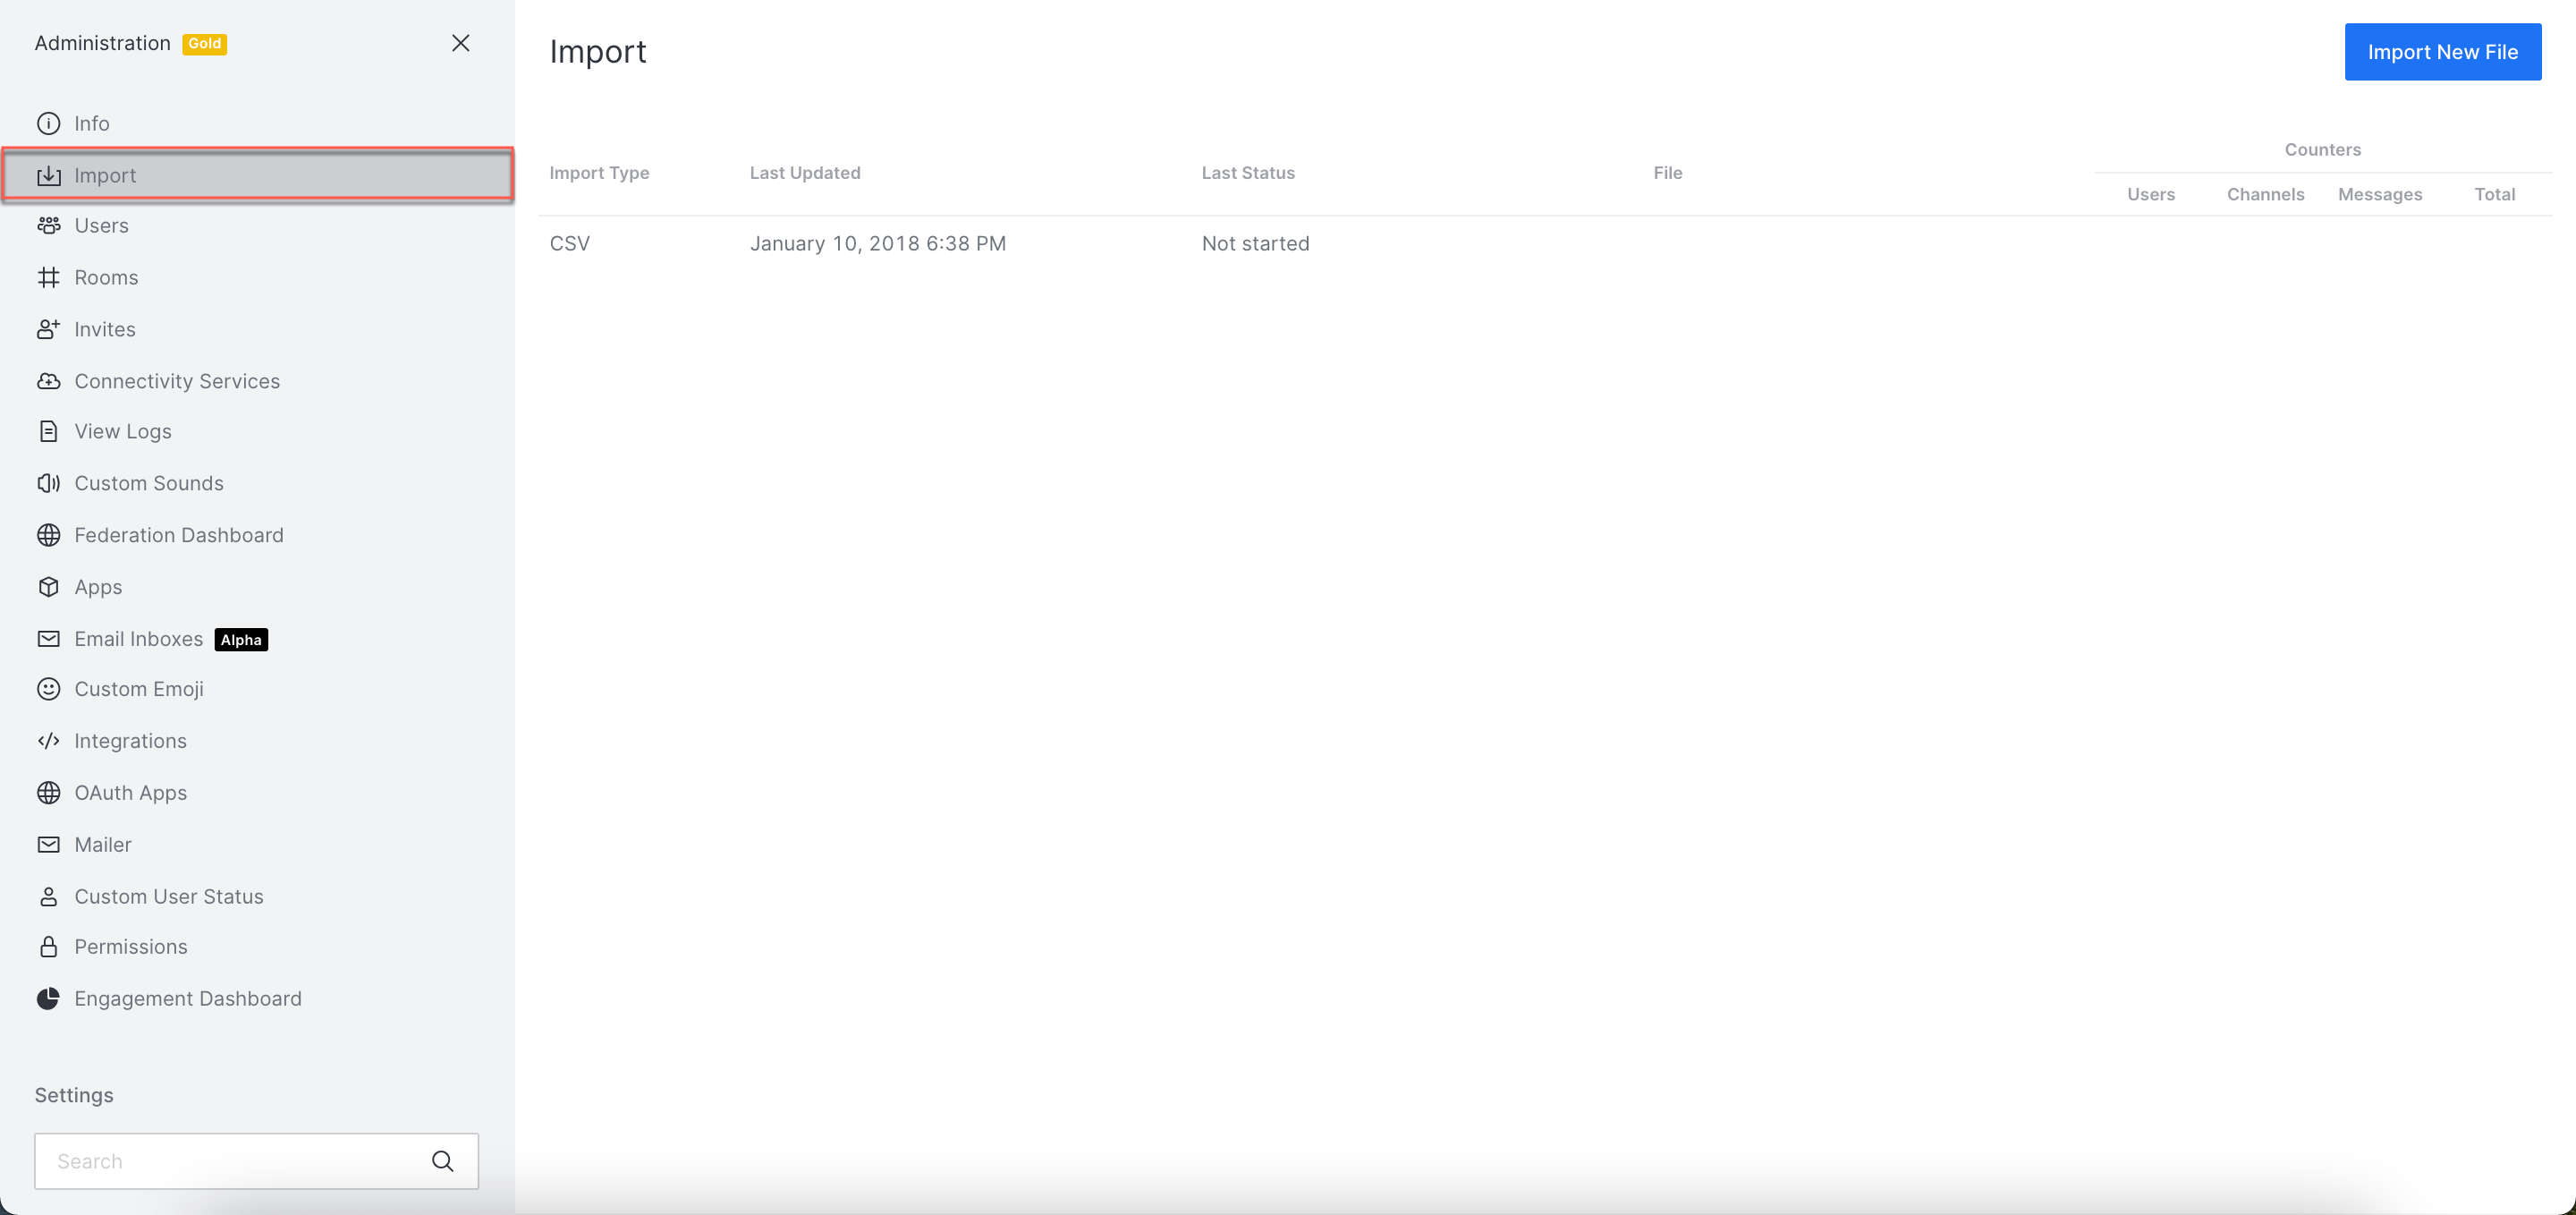 Administration Gold
Info
Import
Users
Rooms
Invites
Connectivity Services
View Logs
Custom Sounds
Federation Dashboard
Apps
Email Inboxes Alpha
Custom Emoji
Integrations
OAuth Apps
Mailer
Custom User Status
Permissions
Engagement Dashboard
Settings
Search
Import
Import New File
Counters
Import Type Last Updated Last Status File
Users Channels Messages Total
CSV January 10, 2018 6:38 PM Not started